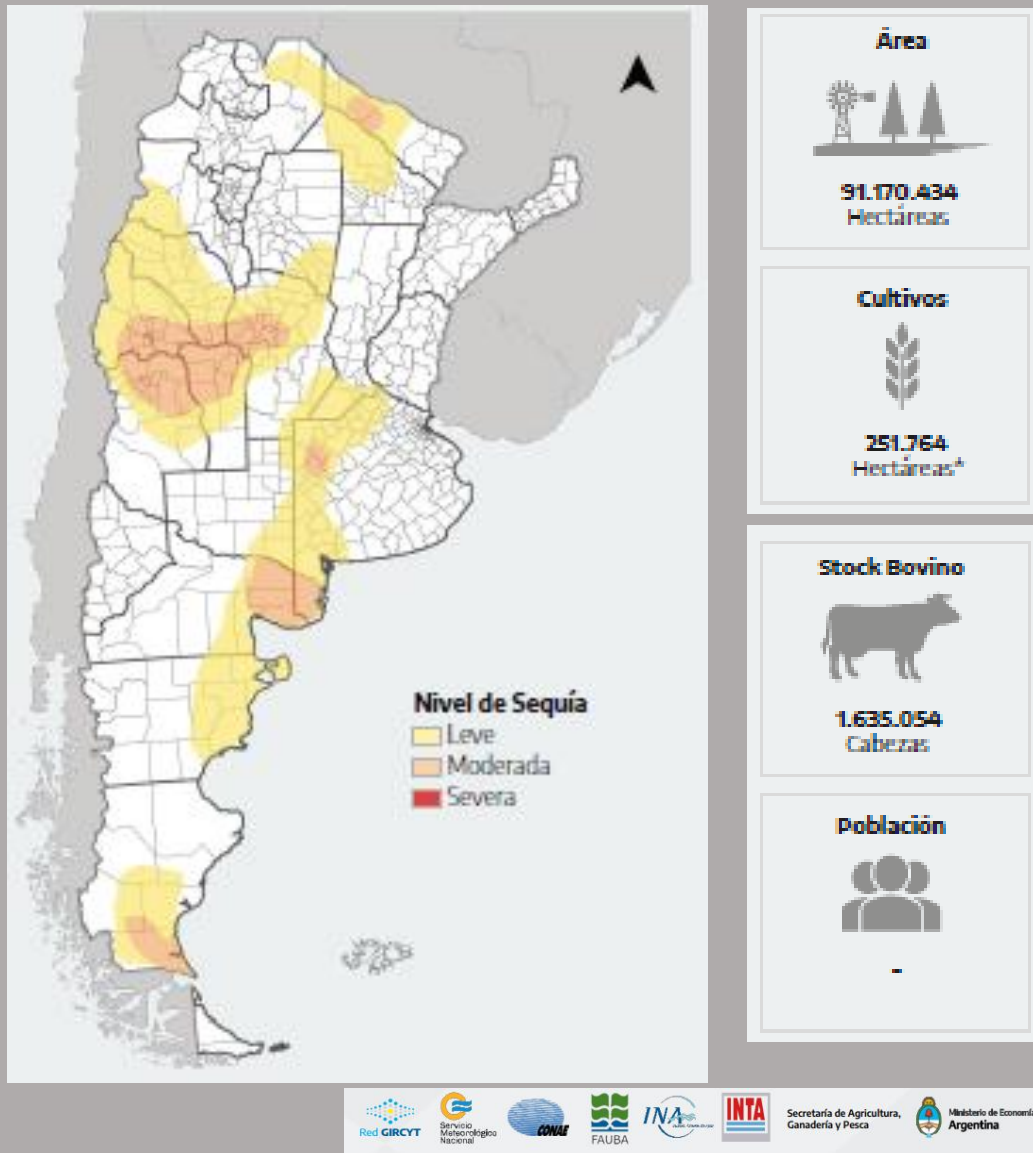 Área
91.170.434
Hectáreas
Cultivos
251.764
Hectáreas*
Stock Bovino
1.635.054
Cabezas
Población
-
Nivel de Sequía
Leve
Moderada
Severa
Red GIRCYT
Servicio
Meteorológico
Nacional
CONAE
FAUBA
INA
INTA
Secretaría de Agricultura,
Ganadería y Pesca
Ministerio de Economía
Argentina